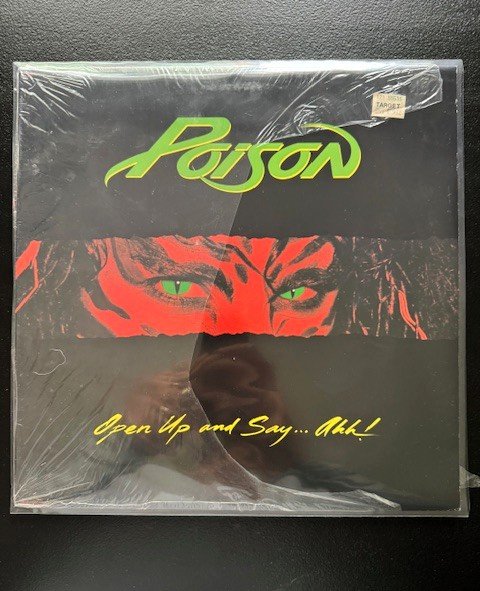 POISON
TARGET
Open Up and Say... Ahh!